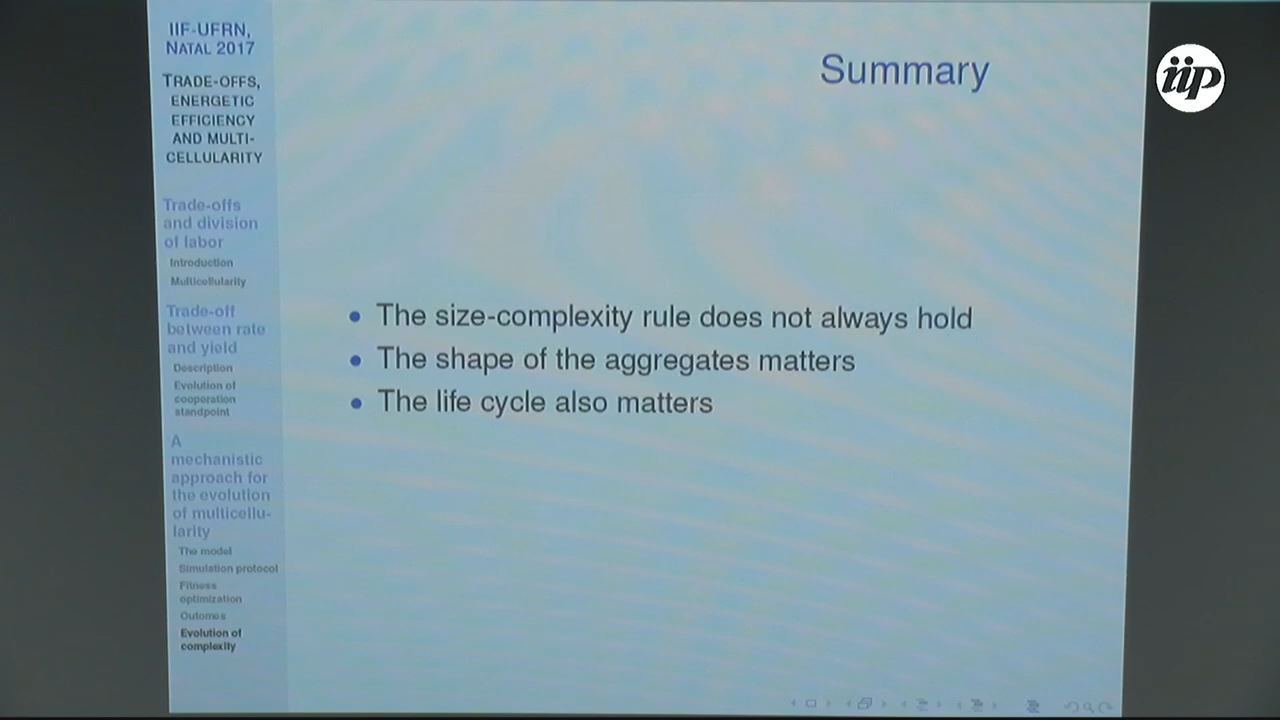 IIF-UFRN,
NATAL 2017
TRADE-OFFS,
ENERGETIC
EFFICIENCY
AND MULTI-
CELLULARITY
Trade-offs
and division
of labor
Introduction
Multicellularity
Trade-off
between rate
and yield
Description
Evolution of
cooperation
standpoint
A
mechanistic
approach for
the evolution
of multicellu-
larity
The model
Simulation protocol
Fitness
optimization
Outomes
Evolution of
complexity
Summary
The size-complexity rule does not always hold
The shape of the aggregates matters
The life cycle also matters
iip